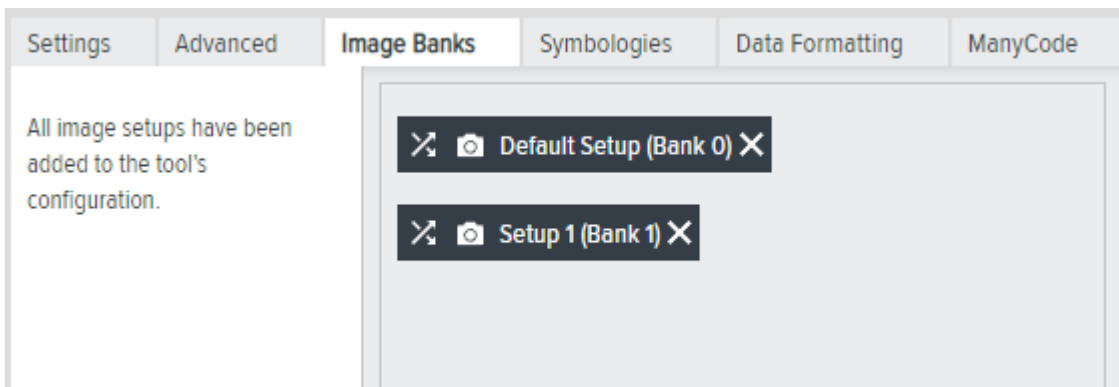 Settings Advanced Image Banks Symbologies Data Formatting ManyCode
All image setups have been
added to the tool's
configuration.
Default Setup (Bank 0)
Setup 1 (Bank 1)